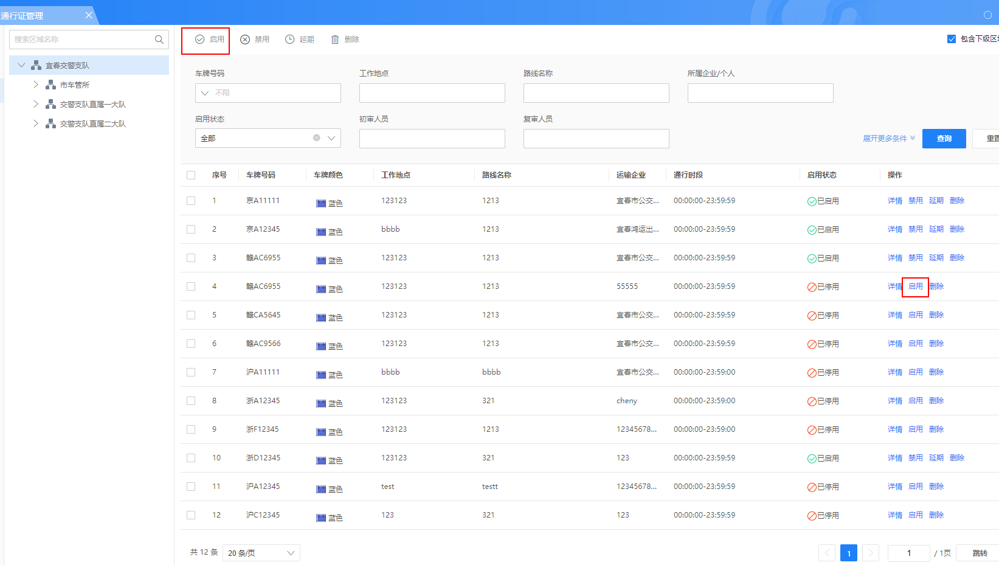 通行证管理
搜索区域名称
启用 禁用 延期 删除
包含下级区
宜春交警支队
市车管所
交警支队直属一大队
交警支队直属二大队
车牌号码 工作地点 路线名称 所属企业/个人
不限
启用状态 初审人员 复审人员
全部
展开更多条件 查询 重置
序号 车牌号码 车牌颜色 工作地点 路线名称 运输企业 通行时段 启用状态 操作
1 京A11111 蓝色 123123 1213 宜春市公交... 00:00:00-23:59:59 已启用 详情 禁用 延期 删除
2 京A12345 蓝色 bbbb 1213 宜春鸿运出... 00:00:00-23:59:59 已启用 详情 禁用 延期 删除
3 赣AC6955 蓝色 123123 1213 宜春市公交... 00:00:00-23:59:59 已启用 详情 禁用 延期 删除
4 赣AC6955 蓝色 123123 1213 55555 00:00:00-23:59:59 已停用 详情 启用 删除
5 赣CA5645 蓝色 123123 1213 宜春市公交... 00:00:00-23:59:59 已停用 详情 启用 删除
6 赣AC9566 蓝色 123123 1213 宜春市公交... 00:00:00-23:59:59 已停用 详情 启用 删除
7 沪A11111 蓝色 bbbb bbbb 宜春市公交... 00:00:00-23:59:00 已停用 详情 启用 删除
8 浙A12345 蓝色 123123 321 cheny 00:00:00-23:59:00 已停用 详情 启用 删除
9 浙F12345 蓝色 123123 1213 12345678... 00:00:00-23:59:00 已停用 详情 启用 删除
10 浙D12345 蓝色 123123 321 123 00:00:00-23:59:59 已启用 详情 禁用 延期 删除
11 沪A12345 蓝色 test testt 12345678... 00:00:00-23:59:59 已停用 详情 启用 删除
12 沪C12345 蓝色 123 321 123 00:00:00-23:59:59 已停用 详情 启用 删除
共 12 条 20 条/页 1 1 / 1页 跳转